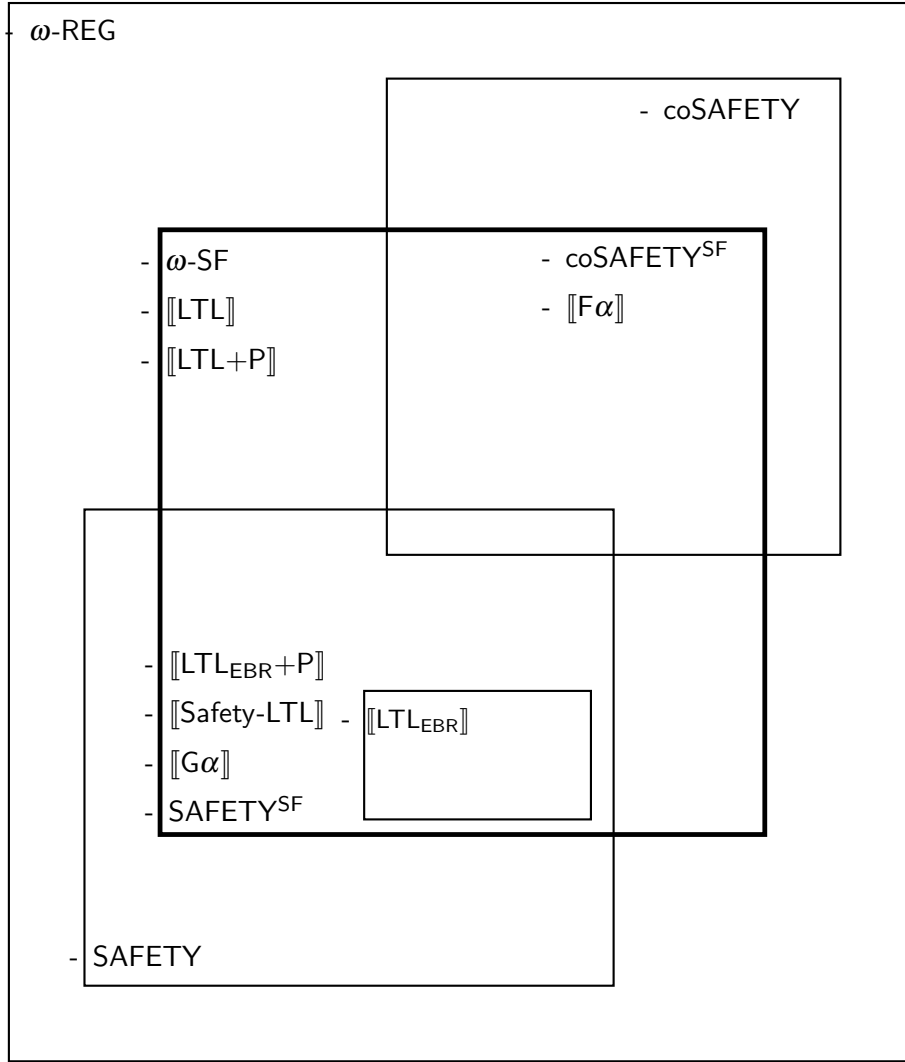 - ω-REG
- coSAFETY
- ω-SF
- ⟦LTL⟧
- ⟦LTL+P⟧
- coSAFETY^SF
- ⟦Fα⟧
- ⟦LTL_EBR+P⟧
- ⟦Safety-LTL⟧
- ⟦Gα⟧
- SAFETY^SF
- ⟦LTL_EBR⟧
- SAFETY